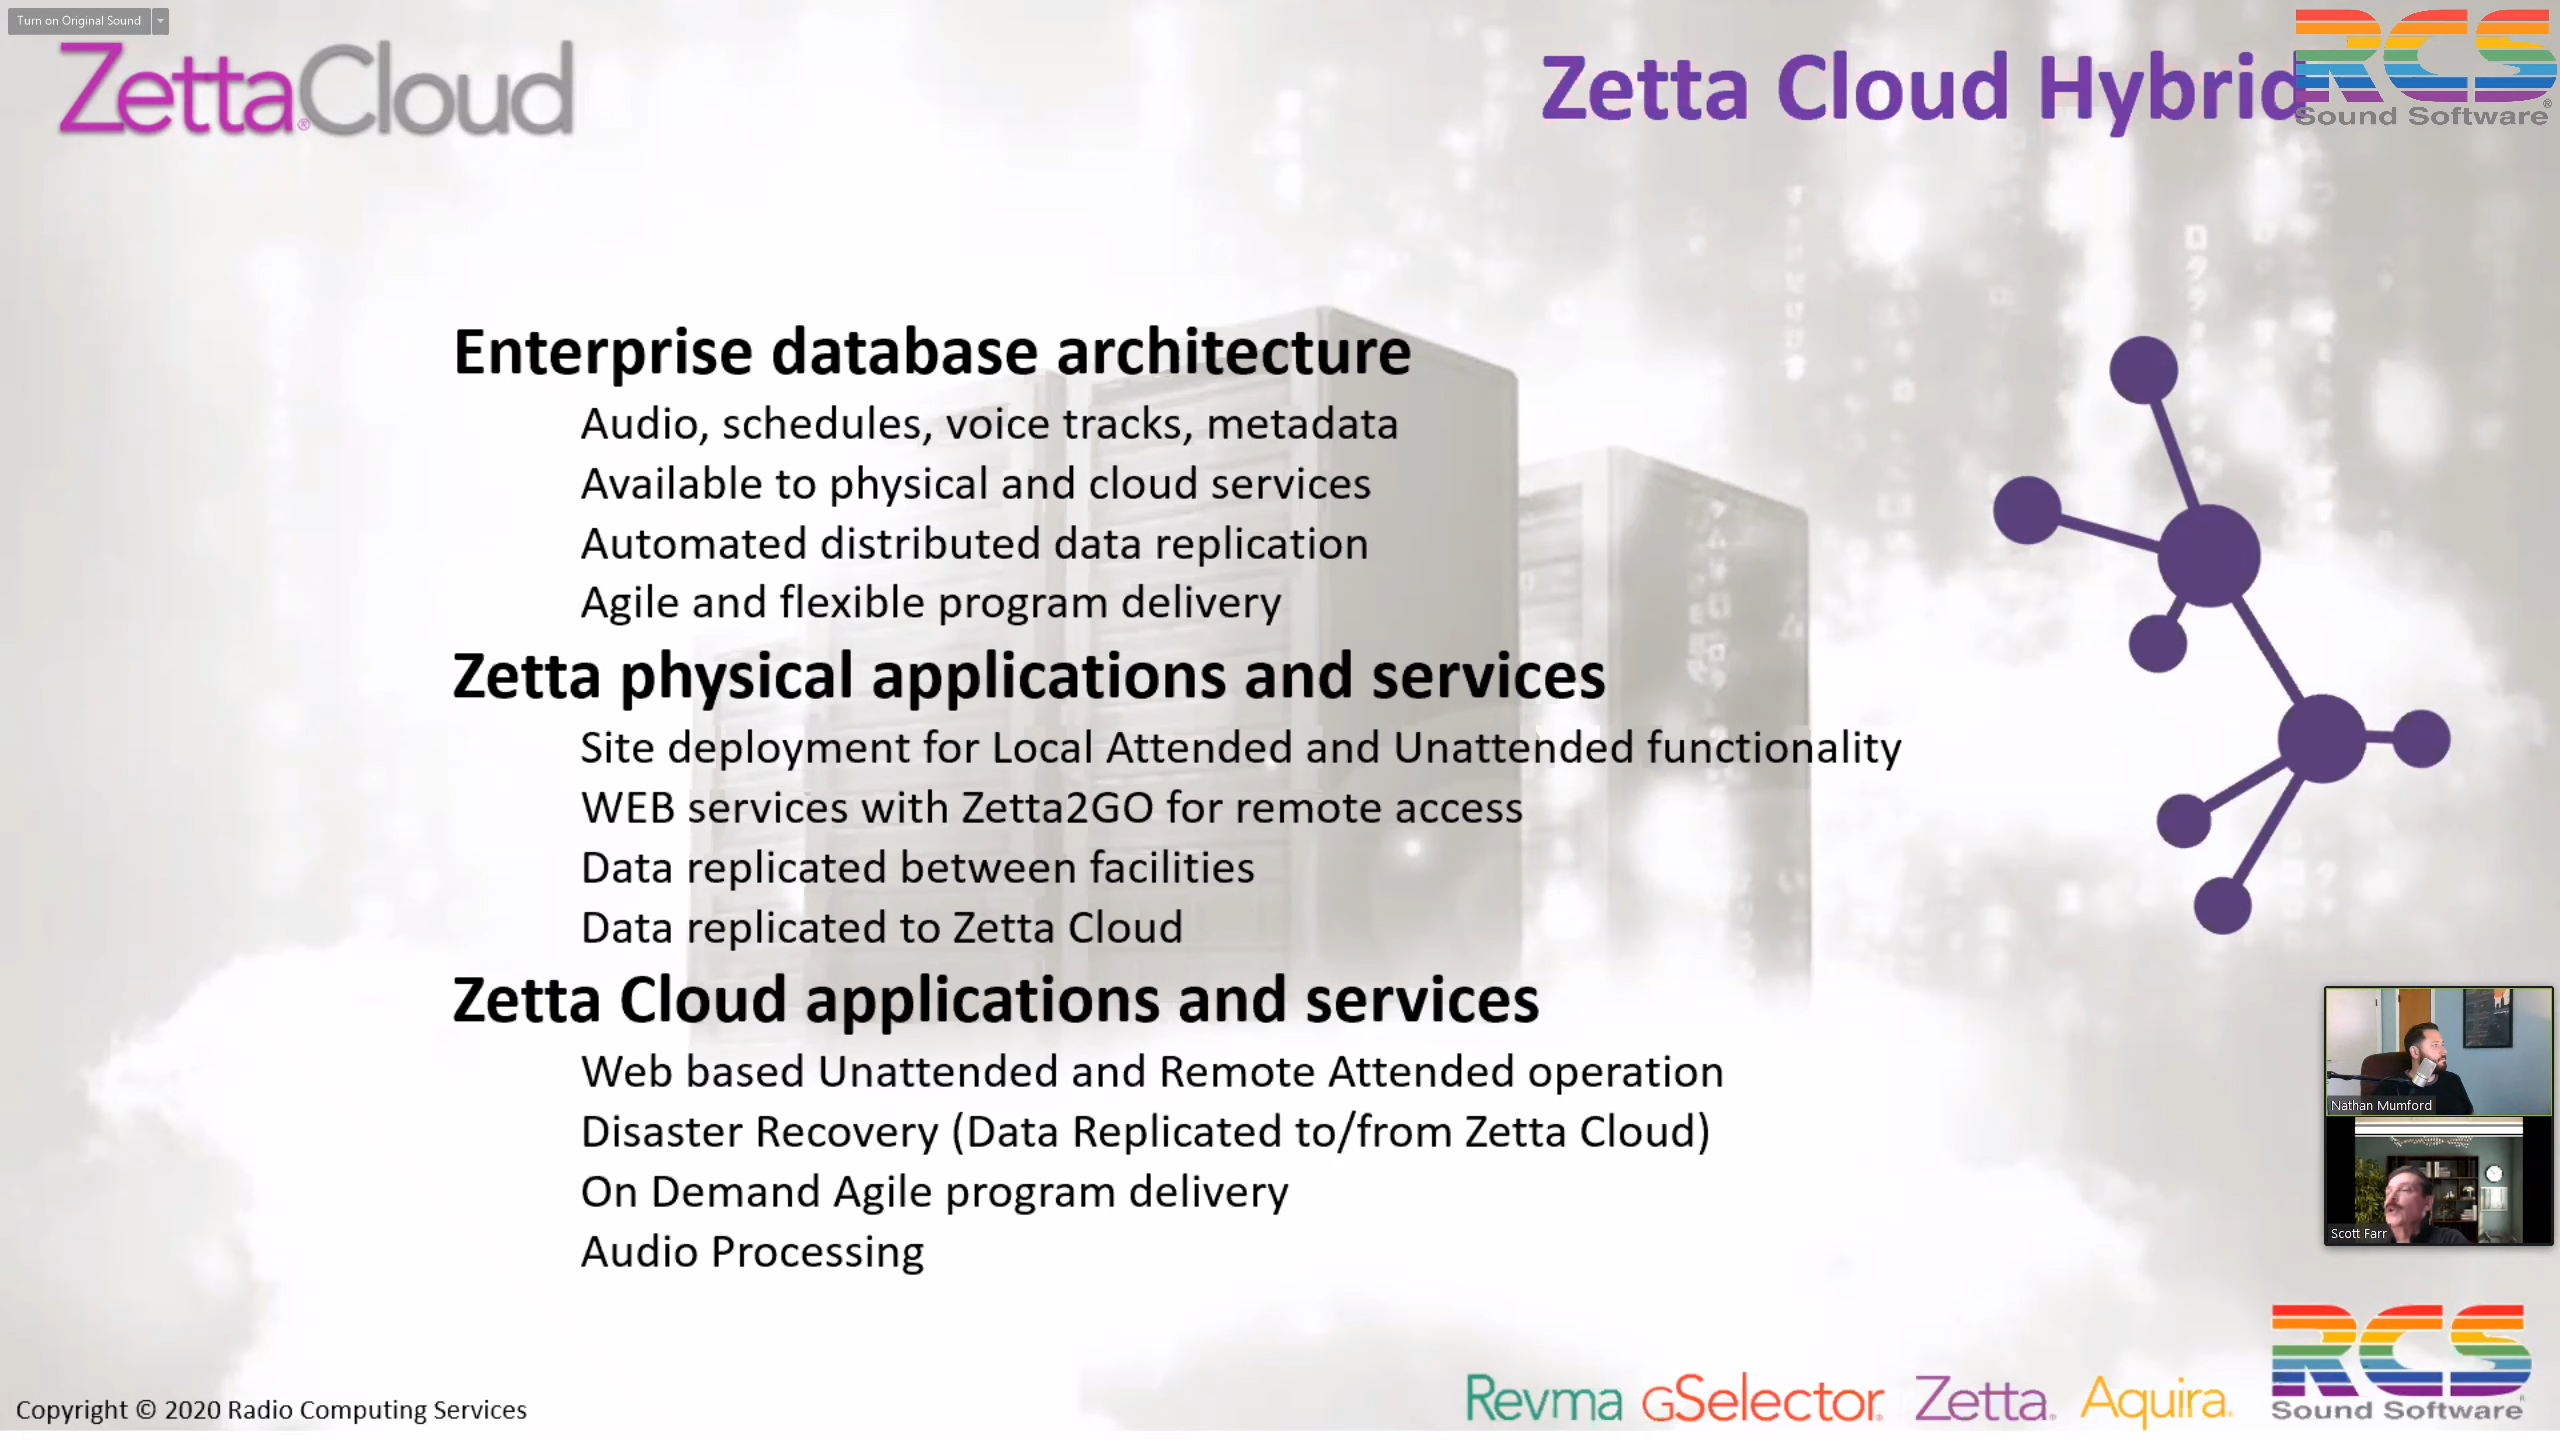 Turn on Original Sound
ZettaCloud
Zetta Cloud Hybrid
RCS
Sound Software
Enterprise database architecture
Audio, schedules, voice tracks, metadata
Available to physical and cloud services
Automated distributed data replication
Agile and flexible program delivery
Zetta physical applications and services
Site deployment for Local Attended and Unattended functionality
WEB services with Zetta2GO for remote access
Data replicated between facilities
Data replicated to Zetta Cloud
Zetta Cloud applications and services
Web based Unattended and Remote Attended operation
Disaster Recovery (Data Replicated to/from Zetta Cloud)
On Demand Agile program delivery
Audio Processing
Nathan Mumford
Scott Farr
Copyright © 2020 Radio Computing Services
Revma GSelector Zetta Aquira
RCS
Sound Software